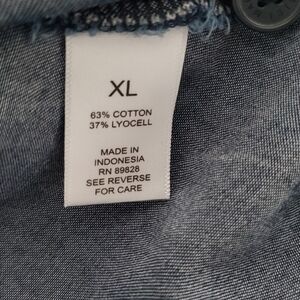 XL
63% COTTON
37% LYOCELL
MADE IN
INDONESIA
RN 89828
SEE REVERSE
FOR CARE